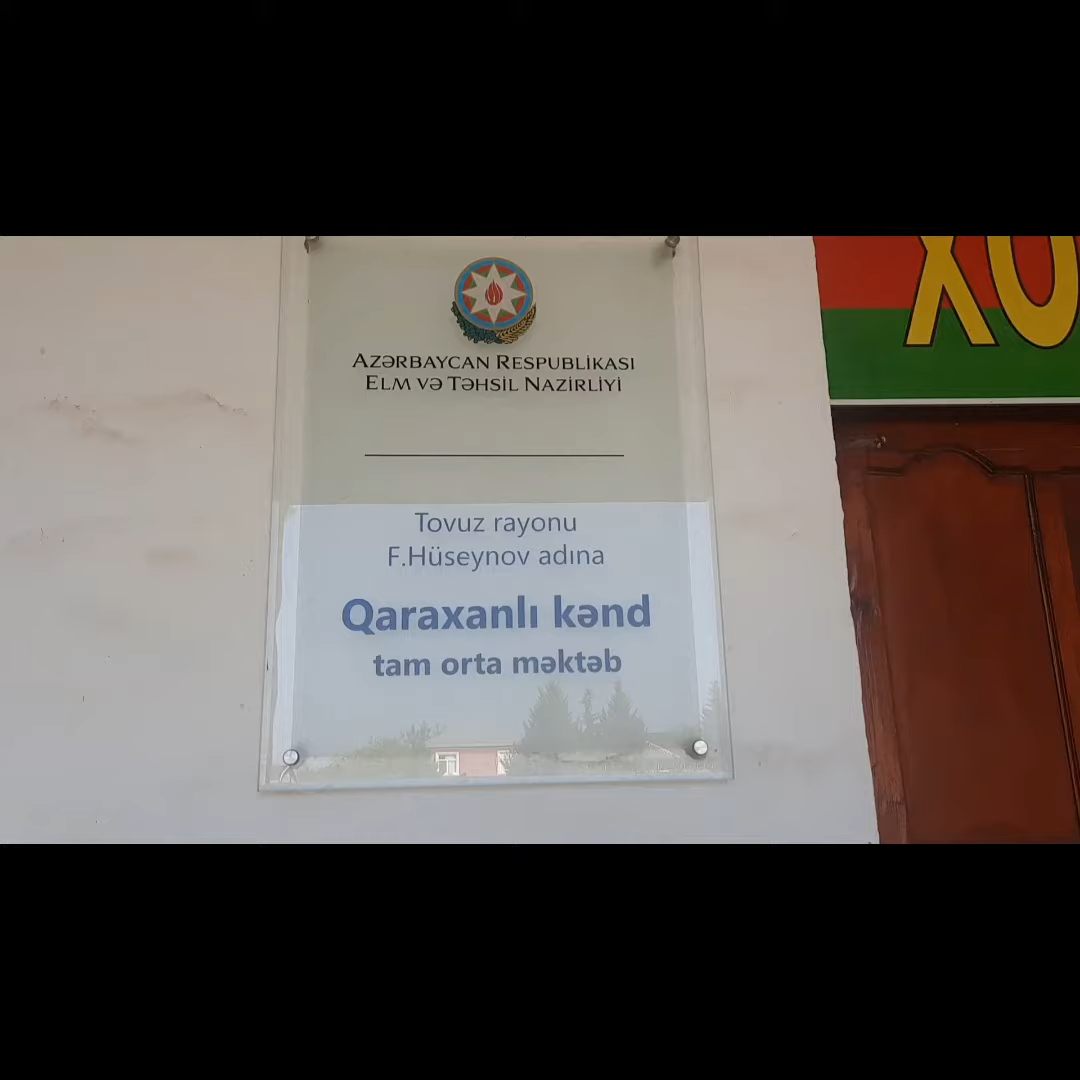 AZƏRBAYCAN RESPUBLİKASI
ELM VƏ TƏHSİL NAZİRLİYİ
Tovuz rayonu
F.Hüseynov adına
Qaraxanlı kənd
tam orta məktəb
XO